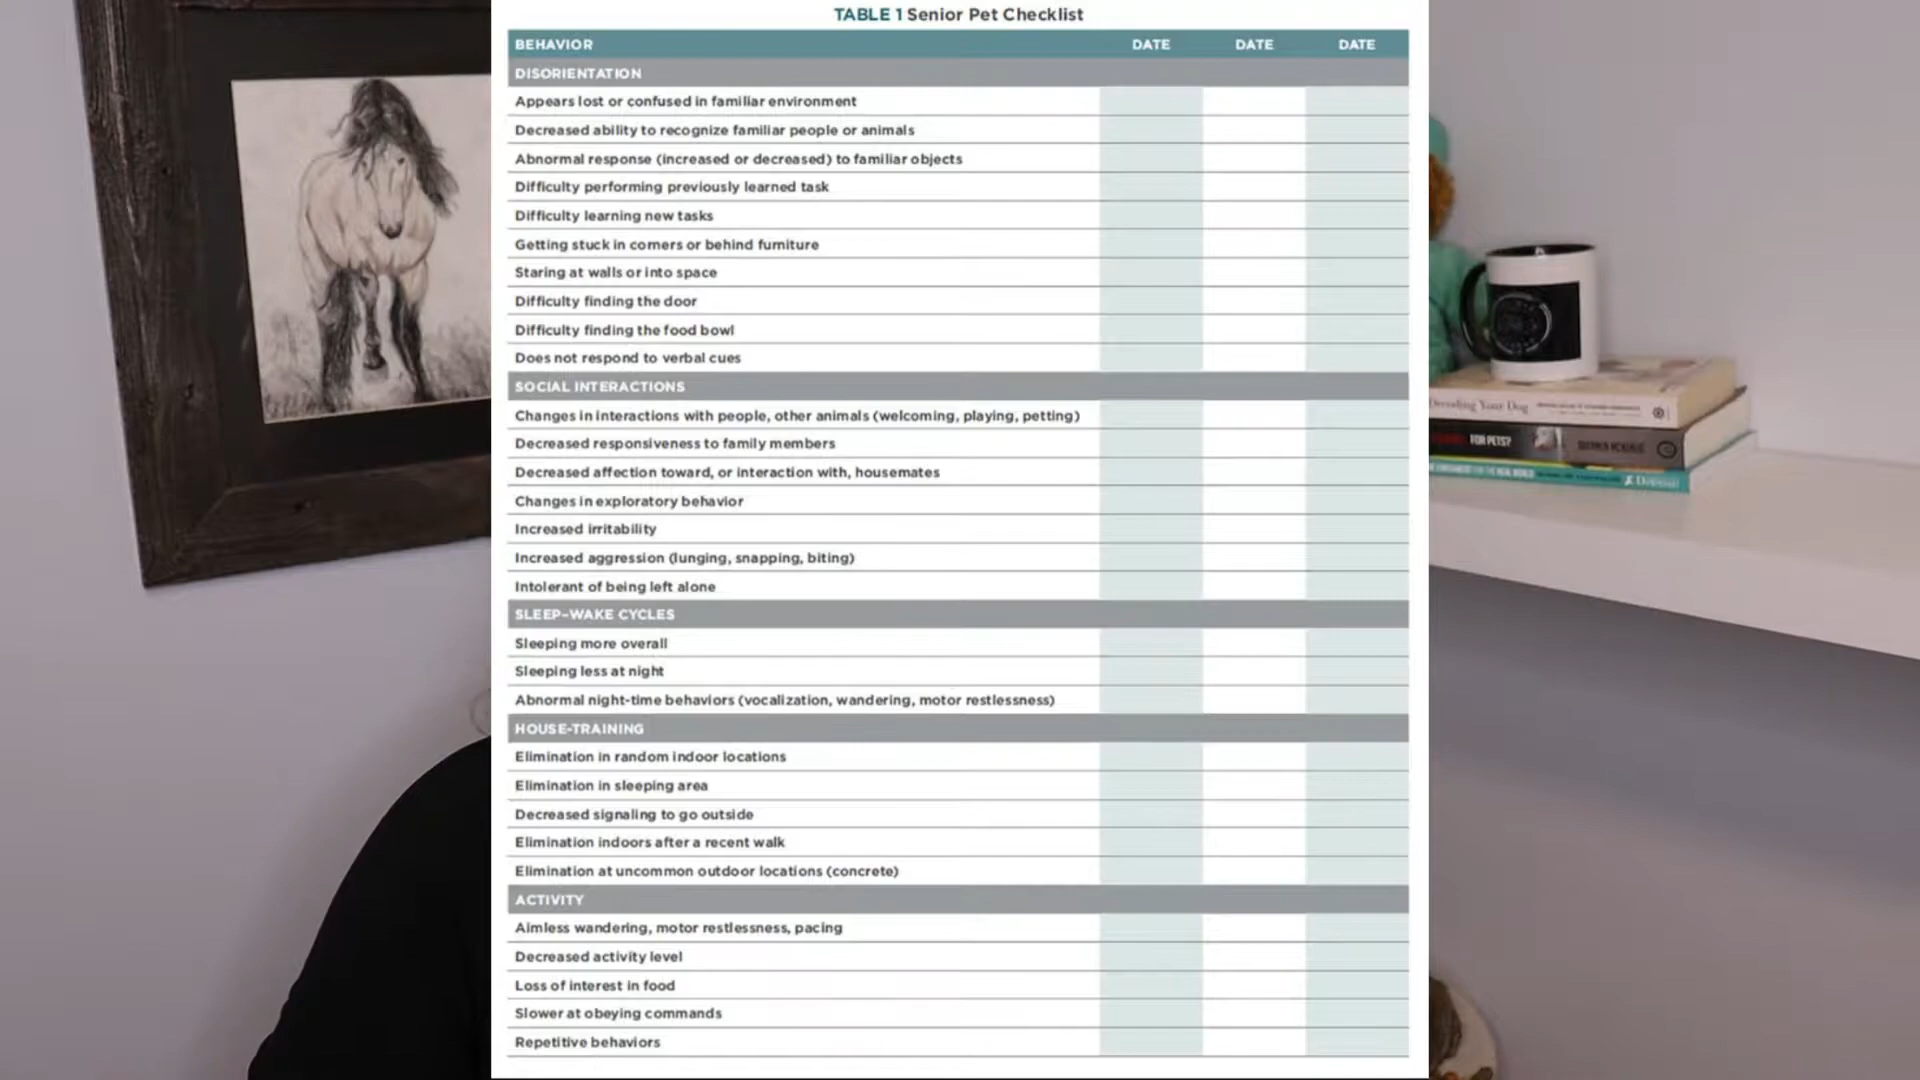 TABLE 1 Senior Pet Checklist
BEHAVIOR DATE DATE DATE
DISORIENTATION
Appears lost or confused in familiar environment
Decreased ability to recognize familiar people or animals
Abnormal response (increased or decreased) to familiar objects
Difficulty performing previously learned task
Difficulty learning new tasks
Getting stuck in corners or behind furniture
Staring at walls or into space
Difficulty finding the door
Difficulty finding the food bowl
Does not respond to verbal cues
SOCIAL INTERACTIONS
Changes in interactions with people, other animals (welcoming, playing, petting)
Decreased responsiveness to family members
Decreased affection toward, or interaction with, housemates
Changes in exploratory behavior
Increased irritability
Increased aggression (lunging, snapping, biting)
Intolerant of being left alone
SLEEP–WAKE CYCLES
Sleeping more overall
Sleeping less at night
Abnormal night-time behaviors (vocalization, wandering, motor restlessness)
HOUSE-TRAINING
Elimination in random indoor locations
Elimination in sleeping area
Decreased signaling to go outside
Elimination indoors after a recent walk
Elimination at uncommon outdoor locations (concrete)
ACTIVITY
Aimless wandering, motor restlessness, pacing
Decreased activity level
Loss of interest in food
Slower at obeying commands
Repetitive behaviors
Decoding Your Dog
FOR PETS?